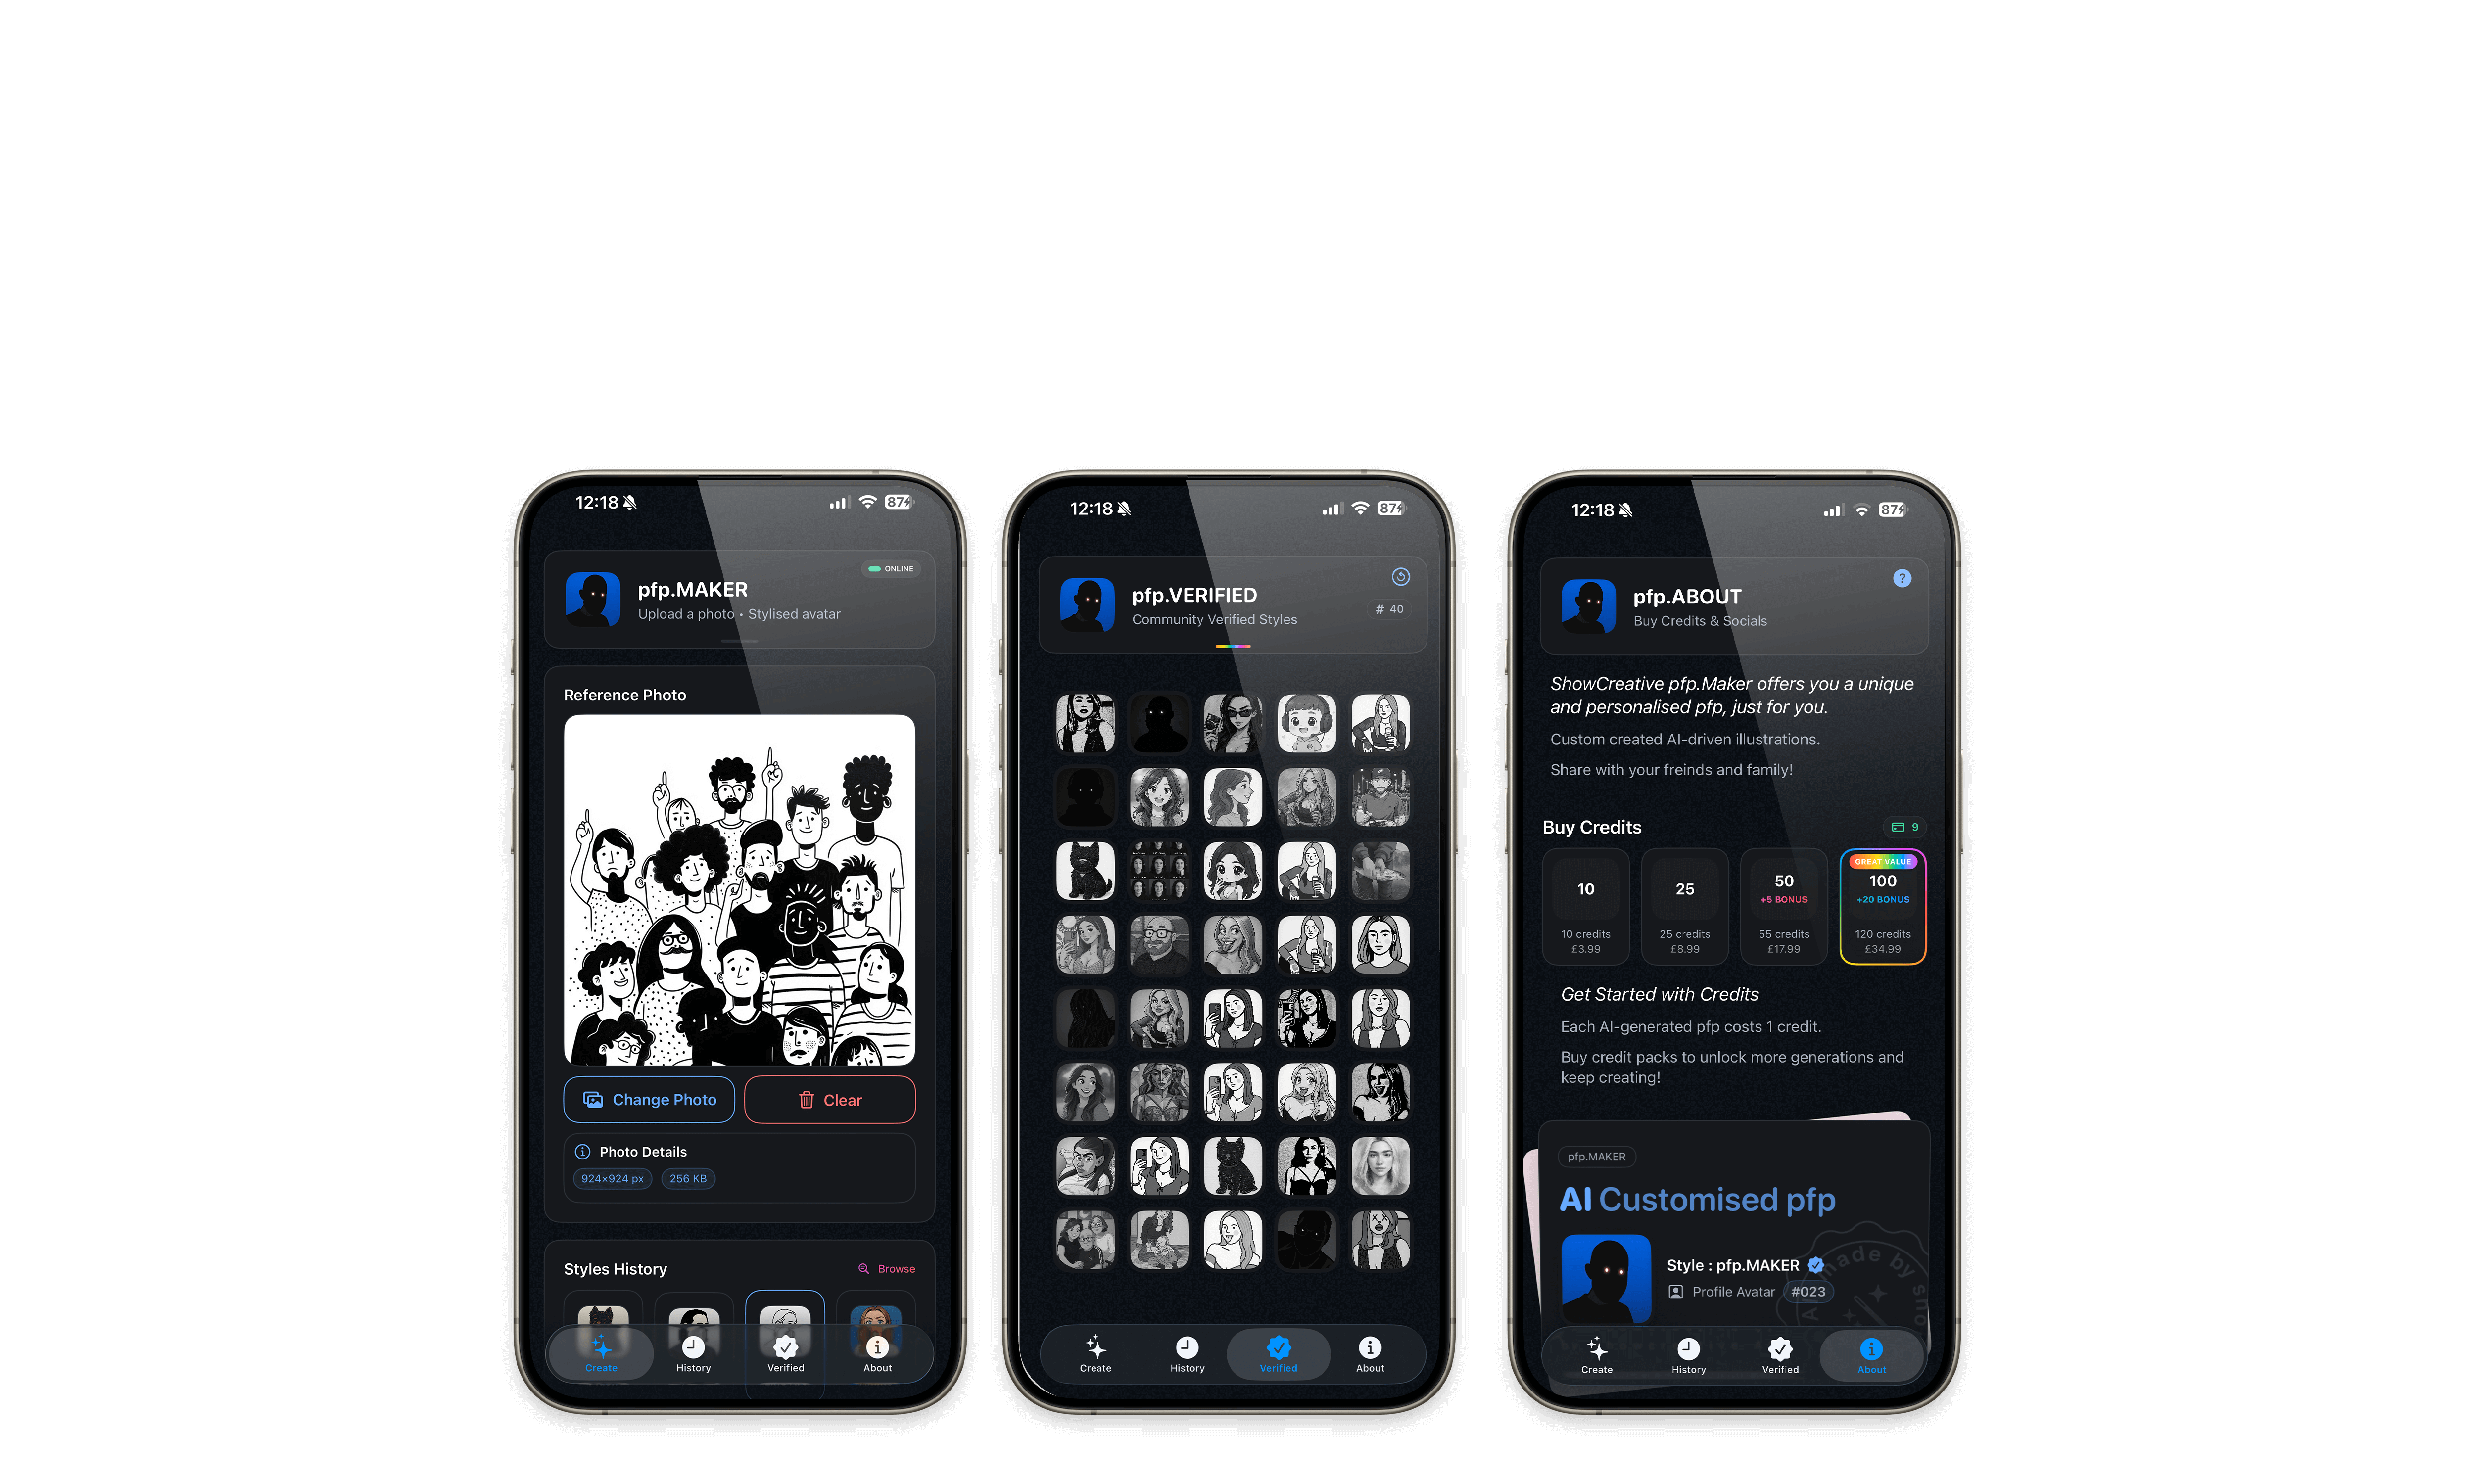 12:18
87
ONLINE
pfp.MAKER
Upload a photo • Stylised avatar
Reference Photo
Change Photo
Clear
Photo Details
924×924 px
256 KB
Styles History
Browse
Create
History
Verified
About
12:18
87
pfp.VERIFIED
Community Verified Styles
# 40
Create
History
Verified
About
12:18
87
pfp.ABOUT
Buy Credits & Socials
?
ShowCreative pfp.Maker offers you a unique
and personalised pfp, just for you.
Custom created AI-driven illustrations.
Share with your freinds and family!
Buy Credits
9
10
10 credits
£3.99
25
25 credits
£8.99
50
+5 BONUS
55 credits
£17.99
GREAT VALUE
100
+20 BONUS
120 credits
£34.99
Get Started with Credits
Each AI-generated pfp costs 1 credit.
Buy credit packs to unlock more generations and
keep creating!
pfp.MAKER
AI Customised pfp
Style : pfp.MAKER
Profile Avatar
#023
made by
Create
History
Verified
About